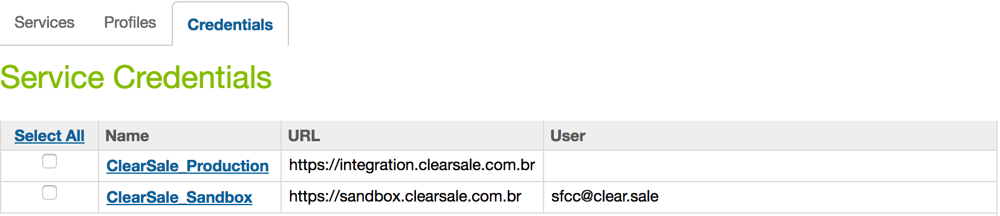 Services Profiles Credentials
Service Credentials
Select All Name URL User
ClearSale_Production https://integration.clearsale.com.br
ClearSale_Sandbox https://sandbox.clearsale.com.br sfcc@clear.sale